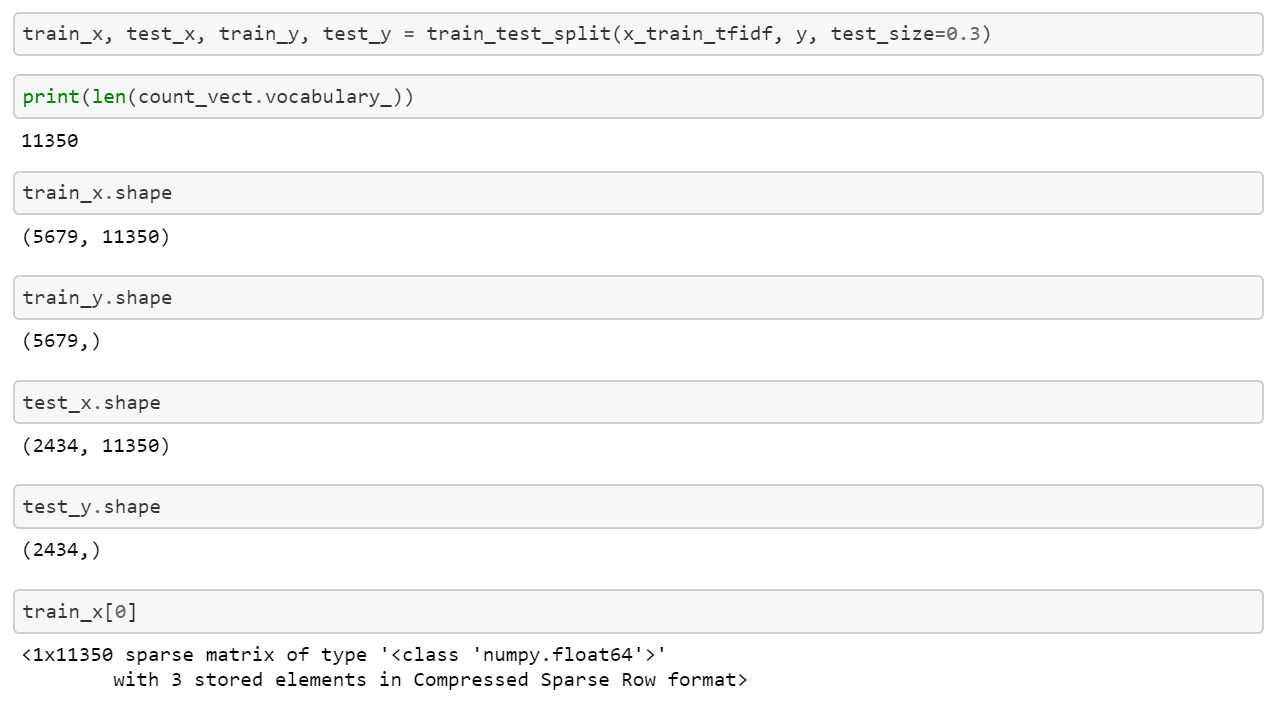 train_x, test_x, train_y, test_y = train_test_split(x_train_tfidf, y, test_size=0.3)
print(len(count_vect.vocabulary_))
11350
train_x.shape
(5679, 11350)
train_y.shape
(5679,)
test_x.shape
(2434, 11350)
test_y.shape
(2434,)
train_x[0]
<1x11350 sparse matrix of type '<class 'numpy.float64'>'
        with 3 stored elements in Compressed Sparse Row format>